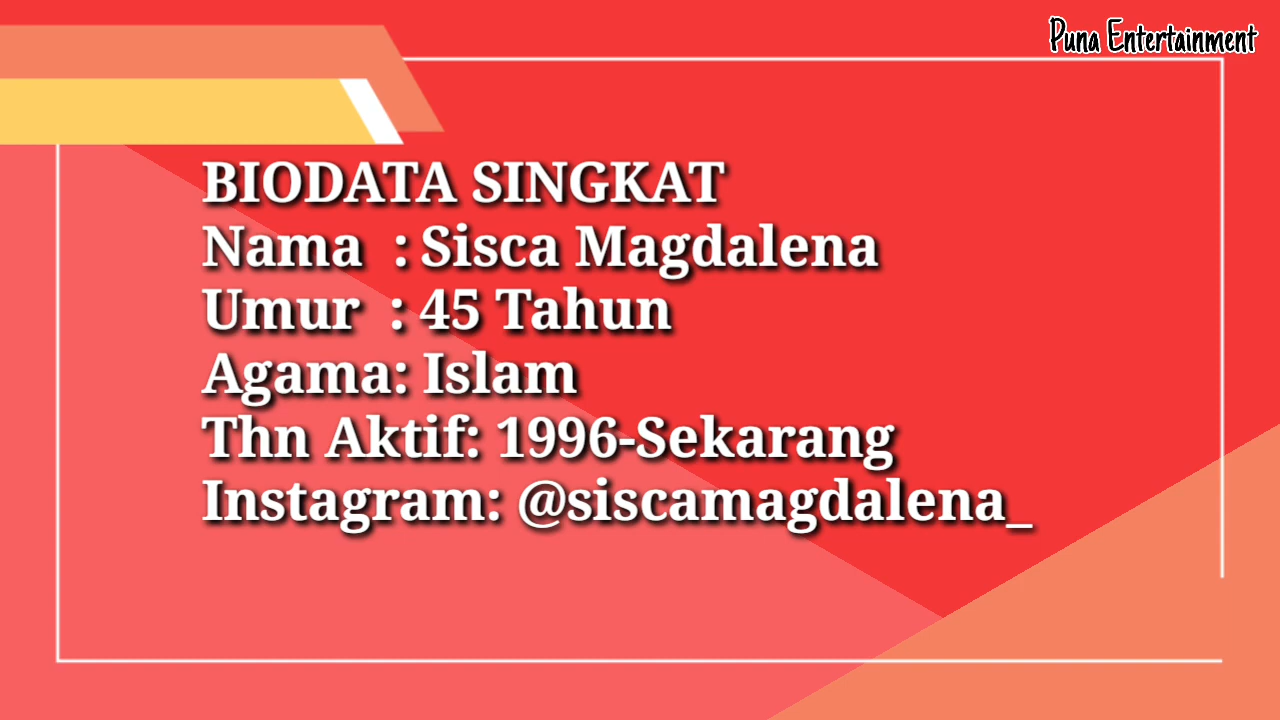 Puna Entertainment
BIODATA SINGKAT
Nama : Sisca Magdalena
Umur : 45 Tahun
Agama: Islam
Thn Aktif: 1996-Sekarang
Instagram: @siscamagdalena_